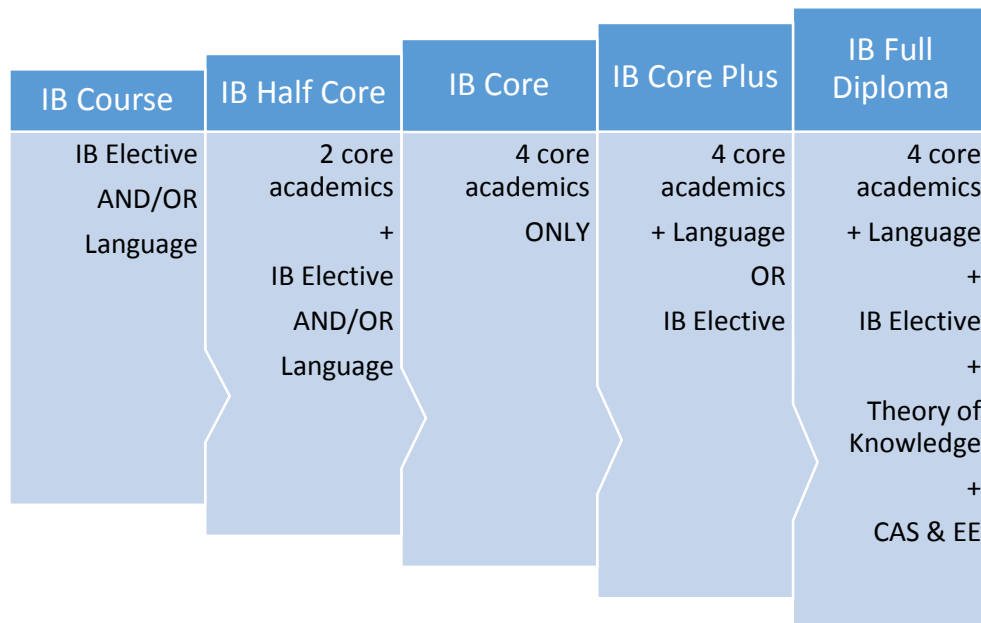 IB Course
IB Elective
AND/OR
Language
IB Half Core
2 core
academics
+
IB Elective
AND/OR
Language
IB Core
4 core
academics
ONLY
IB Core Plus
4 core
academics
+ Language
OR
IB Elective
IB Full
Diploma
4 core
academics
+ Language
+
IB Elective
+
Theory of
Knowledge
+
CAS & EE